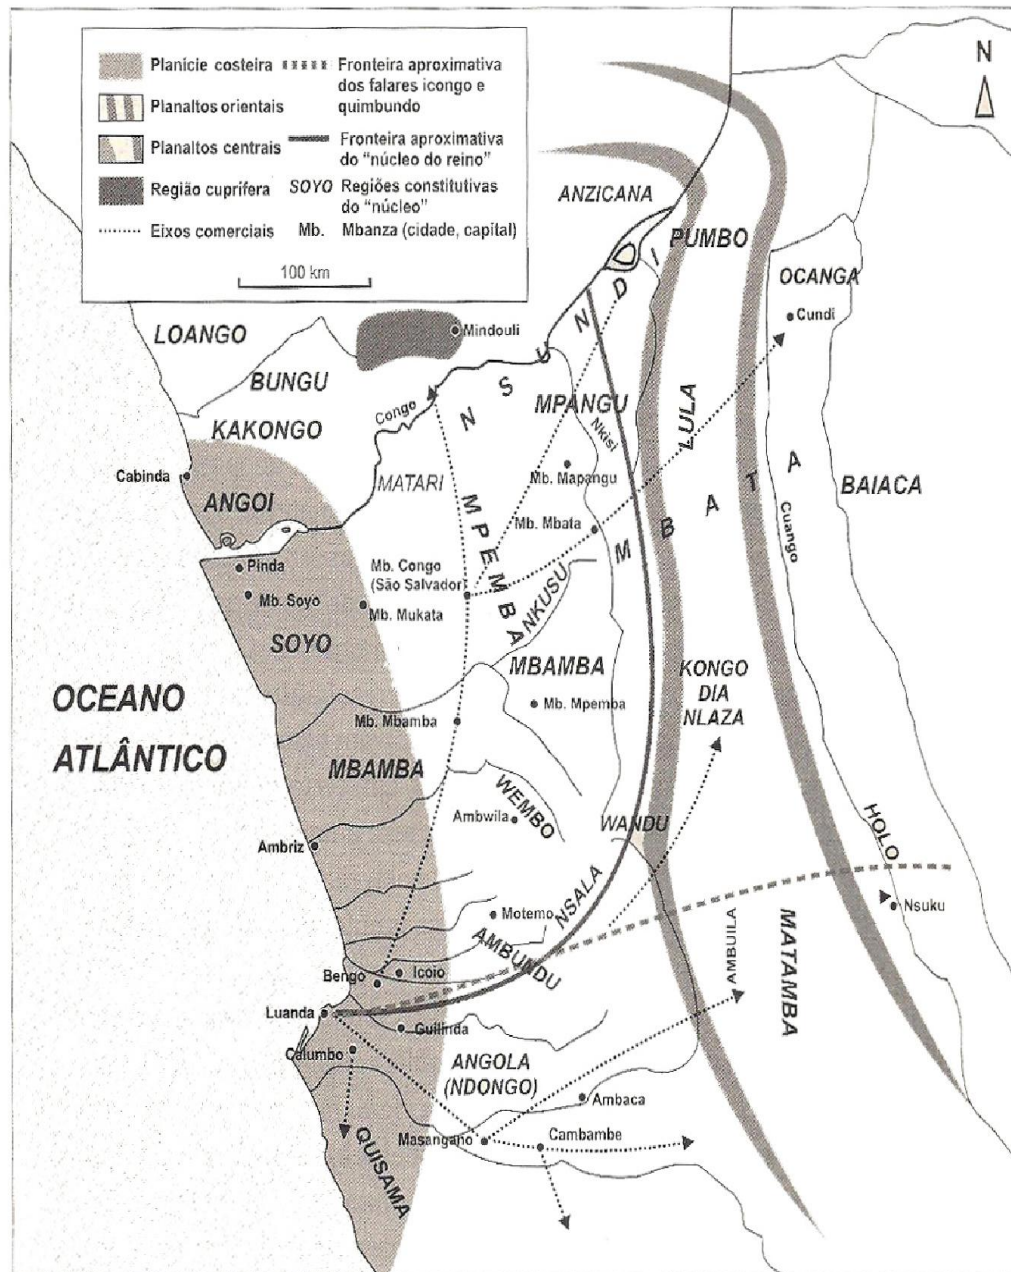 Planície costeira
Planaltos orientais
Planaltos centrais
Região cuprífera
Eixos comerciais
Fronteira aproximativa
dos falares icongo e
quimbundo
Fronteira aproximativa
do "núcleo do reino"
SOYO Regiões constitutivas
do "núcleo"
Mb. Mbanza (cidade, capital)
100 km
N
ANZICANA
PUMBO
OCANGA
Cundi
LOANGO
Mindouli
BUNGU
NSUNDI
KAKONGO
Congo
MPANGU
Nkisi
LULA
Cabinda
MATARI
Mb. Mapangu
BAIACA
ANGOI
MPEMBA
Mb. Mbata
MBATA
Cuango
Pinda
Mb. Congo
(São Salvador)
Mb. Soyo
Mb. Mukata
NKUSU
SOYO
MBAMBA
KONGO
DIA
NLAZA
OCEANO
ATLÂNTICO
Mb. Mpemba
Mb. Mbamba
MBAMBA
WEMBO
Ambwila
WANDU
Ambriz
HOLO
NSALA
Motemo
Nsuku
AMBUNDU
AMBUILA
MATAMBA
Bengo
Icoio
Luanda
Guilinda
Calumbo
ANGOLA
(NDONGO)
Ambaca
Masangano
Cambambe
QUISAMA